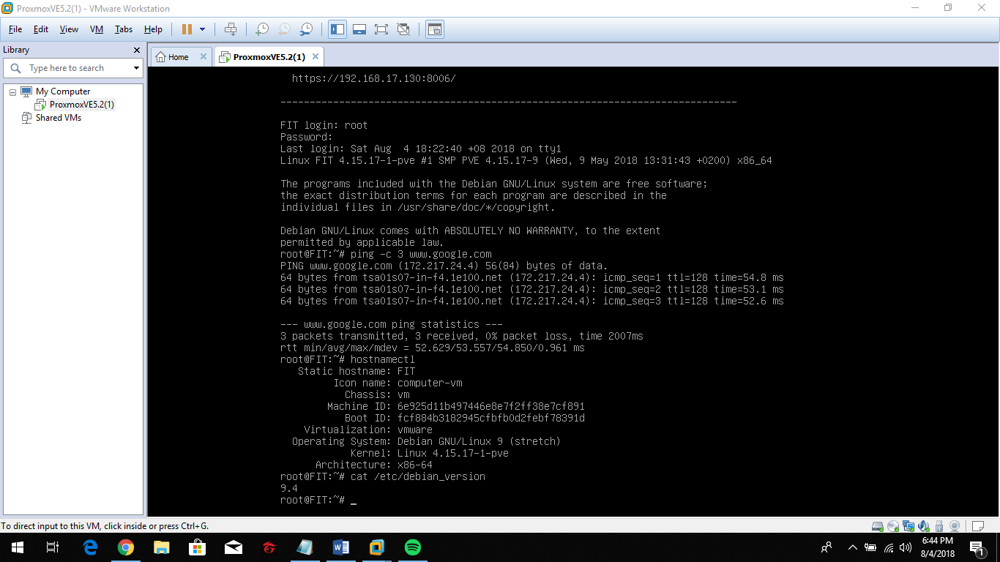 ProxmoxVE5.2(1) - VMware Workstation
File Edit View VM Tabs Help
Library
Type here to search
My Computer
ProxmoxVE5.2(1)
Shared VMs
Home ProxmoxVE5.2(1)
https://192.168.17.130:8006/
------------------------------------------------------------------------------
FIT login: root
Password:
Last login: Sat Aug  4 18:22:40 +08 2018 on tty1
Linux FIT 4.15.17-1-pve #1 SMP PVE 4.15.17-9 (Wed, 9 May 2018 13:31:43 +0200) x86_64
The programs included with the Debian GNU/Linux system are free software;
the exact distribution terms for each program are described in the
individual files in /usr/share/doc/*/copyright.
Debian GNU/Linux comes with ABSOLUTELY NO WARRANTY, to the extent
permitted by applicable law.
root@FIT:~# ping -c 3 www.google.com
PING www.google.com (172.217.24.4) 56(84) bytes of data.
64 bytes from tsa01s07-in-f4.1e100.net (172.217.24.4): icmp_seq=1 ttl=128 time=54.8 ms
64 bytes from tsa01s07-in-f4.1e100.net (172.217.24.4): icmp_seq=2 ttl=128 time=53.1 ms
64 bytes from tsa01s07-in-f4.1e100.net (172.217.24.4): icmp_seq=3 ttl=128 time=52.6 ms
--- www.google.com ping statistics ---
3 packets transmitted, 3 received, 0% packet loss, time 2007ms
rtt min/avg/max/mdev = 52.629/53.557/54.850/0.961 ms
root@FIT:~# hostnamectl
Static hostname: FIT
Icon name: computer-vm
Chassis: vm
Machine ID: 6e925d11b497446e8e7f2ff38e7cf891
Boot ID: fcf884b3182945cfbfb0d2febf78391d
Virtualization: vmware
Operating System: Debian GNU/Linux 9 (stretch)
Kernel: Linux 4.15.17-1-pve
Architecture: x86-64
root@FIT:~# cat /etc/debian_version
9.4
root@FIT:~# _
To direct input to this VM, click inside or press Ctrl+G.
6:44 PM
8/4/2018
1